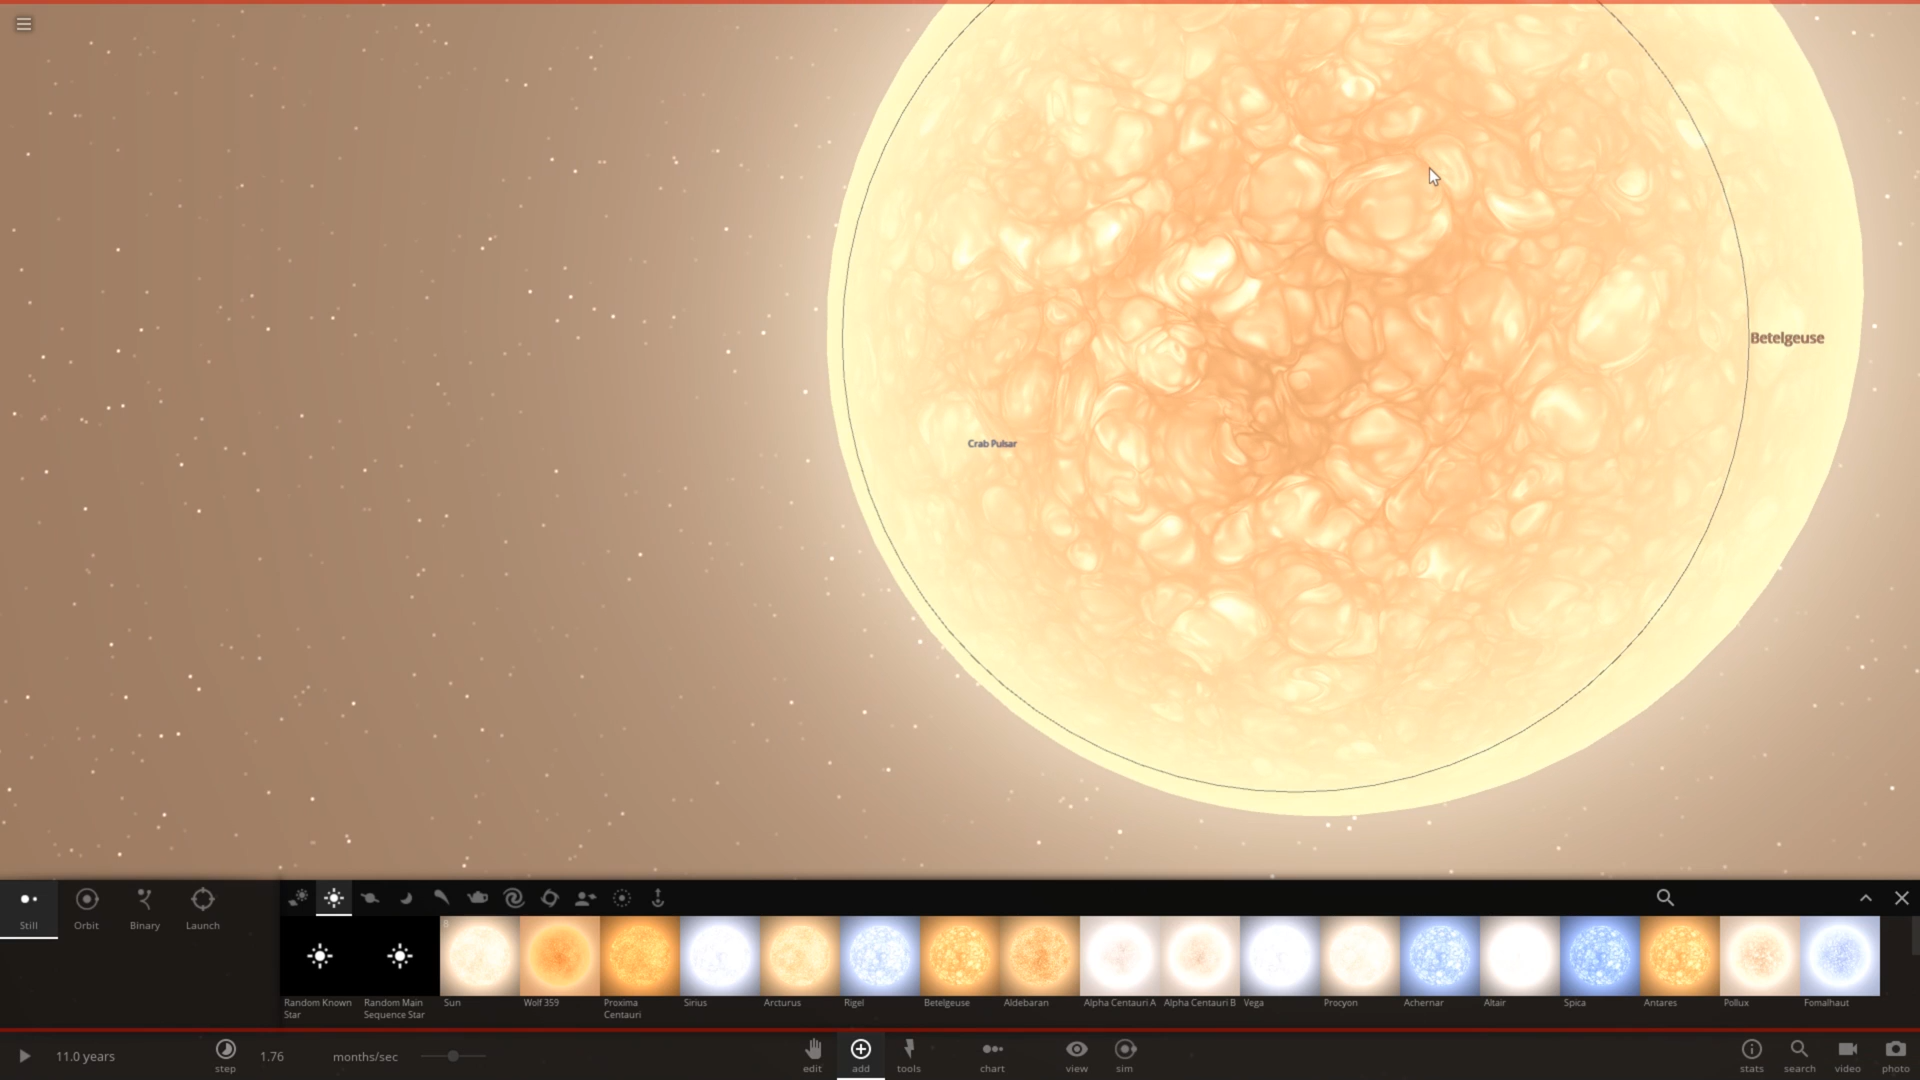 Betelgeuse
Crab Pulsar
Still
Orbit
Binary
Launch
Random Known
Star
Random Main
Sequence Star
Sun
Wolf 359
Proxima
Centauri
Sirius
Arcturus
Rigel
Betelgeuse
Aldebaran
Alpha Centauri A
Alpha Centauri B
Vega
Procyon
Achernar
Altair
Spica
Antares
Pollux
Fomalhaut
11.0 years
step
1.76
months/sec
edit
add
tools
chart
view
sim
stats
search
video
photo